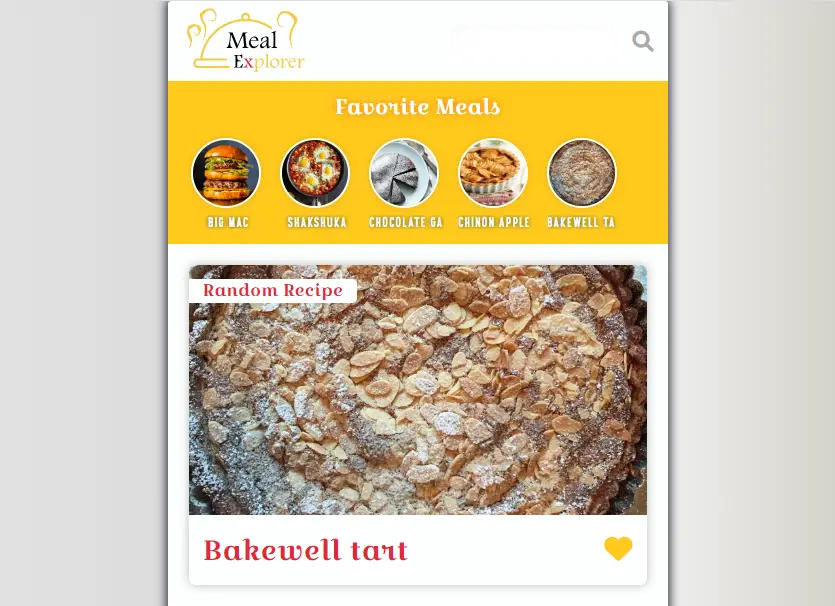 Meal
Explorer
Favorite Meals
BIG MAC
SHAKSHUKA
CHOCOLATE GA
CHINON APPLE
BAKEWELL TA
Random Recipe
Bakewell tart